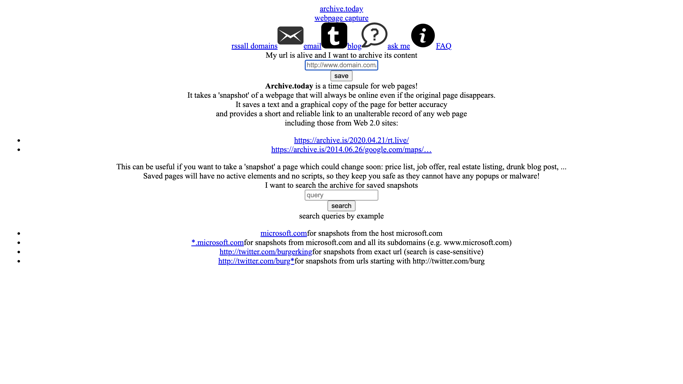 archive.today
webpage capture
rssall domains email blog ask me FAQ
My url is alive and I want to archive its content
http://www.domain.com/
save
Archive.today is a time capsule for web pages!
It takes a 'snapshot' of a webpage that will always be online even if the original page disappears.
It saves a text and a graphical copy of the page for better accuracy
and provides a short and reliable link to an unalterable record of any web page
including those from Web 2.0 sites:
https://archive.is/2020.04.21/rt.live/
https://archive.is/2014.06.26/google.com/maps/…
This can be useful if you want to take a 'snapshot' a page which could change soon: price list, job offer, real estate listing, drunk blog post, ...
Saved pages will have no active elements and no scripts, so they keep you safe as they cannot have any popups or malware!
I want to search the archive for saved snapshots
query
search
search queries by example
microsoft.comfor snapshots from the host microsoft.com
*.microsoft.comfor snapshots from microsoft.com and all its subdomains (e.g. www.microsoft.com)
http://twitter.com/burgerkingfor snapshots from exact url (search is case-sensitive)
http://twitter.com/burg*for snapshots from urls starting with http://twitter.com/burg